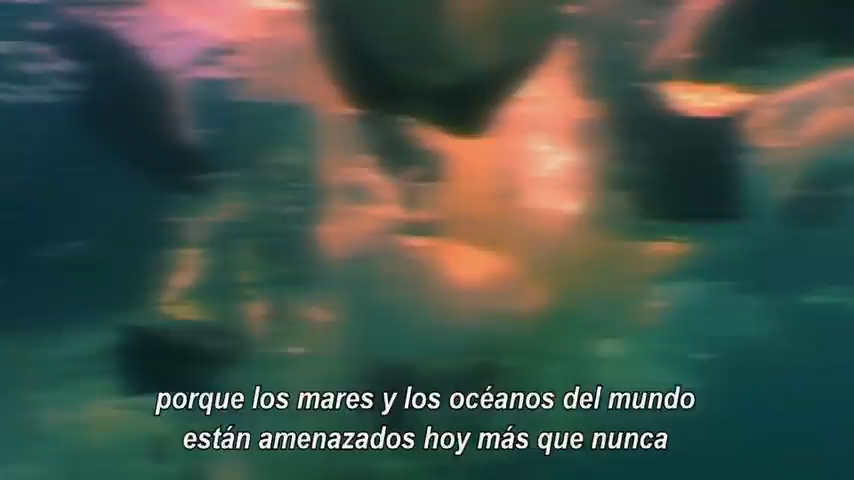 porque los mares y los océanos del mundo
están amenazados hoy más que nunca